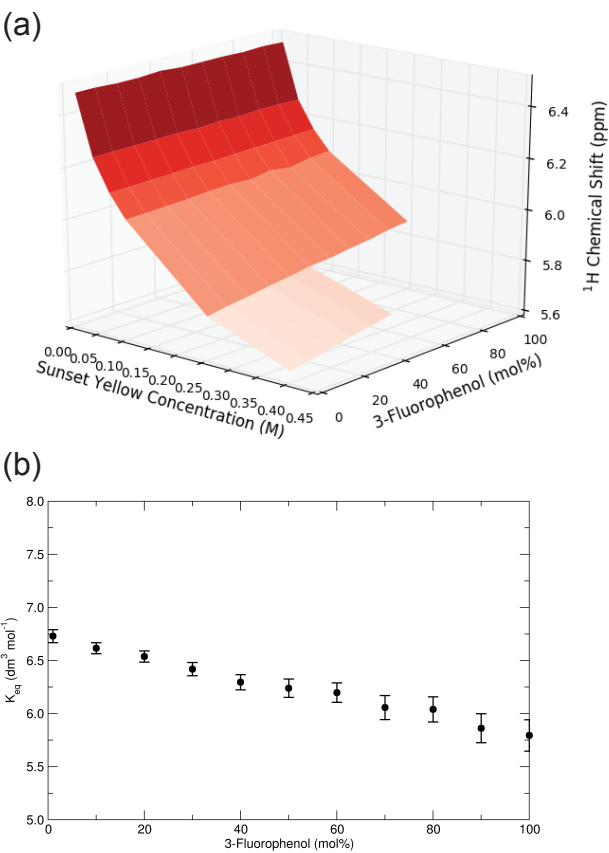 (a)
6.4
6.2
6.0
5.8
5.6
¹H Chemical Shift (ppm)
0.00 0.05 0.10 0.15 0.20 0.25 0.30 0.35 0.40 0.45
Sunset Yellow Concentration (M)
0 20 40 60 80 100
3-Fluorophenol (mol%)
(b)
8.0
7.5
7.0
6.5
6.0
5.5
5.0
K_eq (dm³ mol⁻¹)
0 20 40 60 80 100
3-Fluorophenol (mol%)